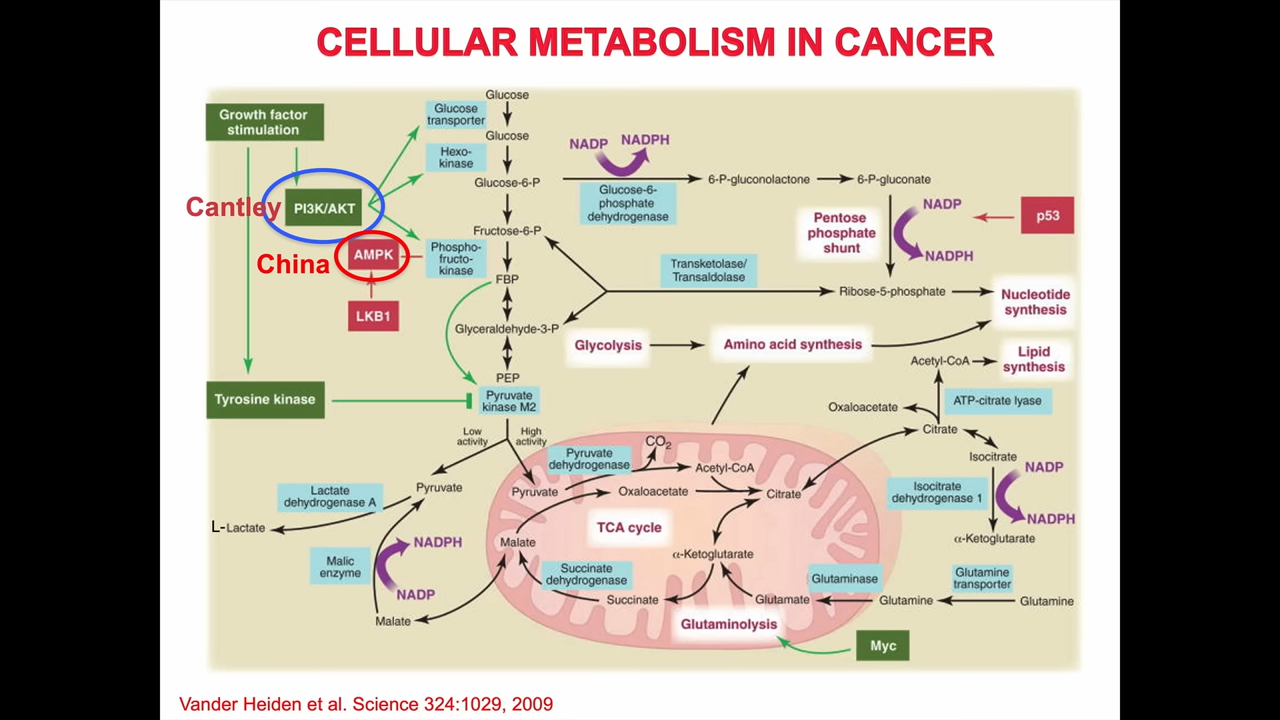 CELLULAR METABOLISM IN CANCER
Growth factor
stimulation
Cantley
PI3K/AKT
China
AMPK
LKB1
Tyrosine kinase
Glucose
transporter
Hexo-
kinase
Phospho-
fructo-
kinase
Glucose
Glucose
Glucose-6-P
Fructose-6-P
FBP
Glyceraldehyde-3-P
PEP
Pyruvate
kinase M2
Low
activity
High
activity
NADP
NADPH
Glucose-6-
phosphate
dehydrogenase
6-P-gluconolactone
6-P-gluconate
Pentose
phosphate
shunt
NADP
NADPH
p53
Transketolase/
Transaldolase
Ribose-5-phosphate
Nucleotide
synthesis
Glycolysis
Amino acid synthesis
Acetyl-CoA
Lipid
synthesis
ATP-citrate lyase
Oxaloacetate
Citrate
Isocitrate
Isocitrate
dehydrogenase 1
NADP
NADPH
α-Ketoglutarate
Pyruvate
Lactate
dehydrogenase A
L-Lactate
Malic
enzyme
NADPH
NADP
Malate
Pyruvate
dehydrogenase
CO2
Pyruvate
Acetyl-CoA
Oxaloacetate
Citrate
TCA cycle
Malate
α-Ketoglutarate
Succinate
dehydrogenase
Succinate
Glutamate
Glutaminase
Glutamine
Glutamine
transporter
Glutamine
Glutaminolysis
Myc
Vander Heiden et al. Science 324:1029, 2009